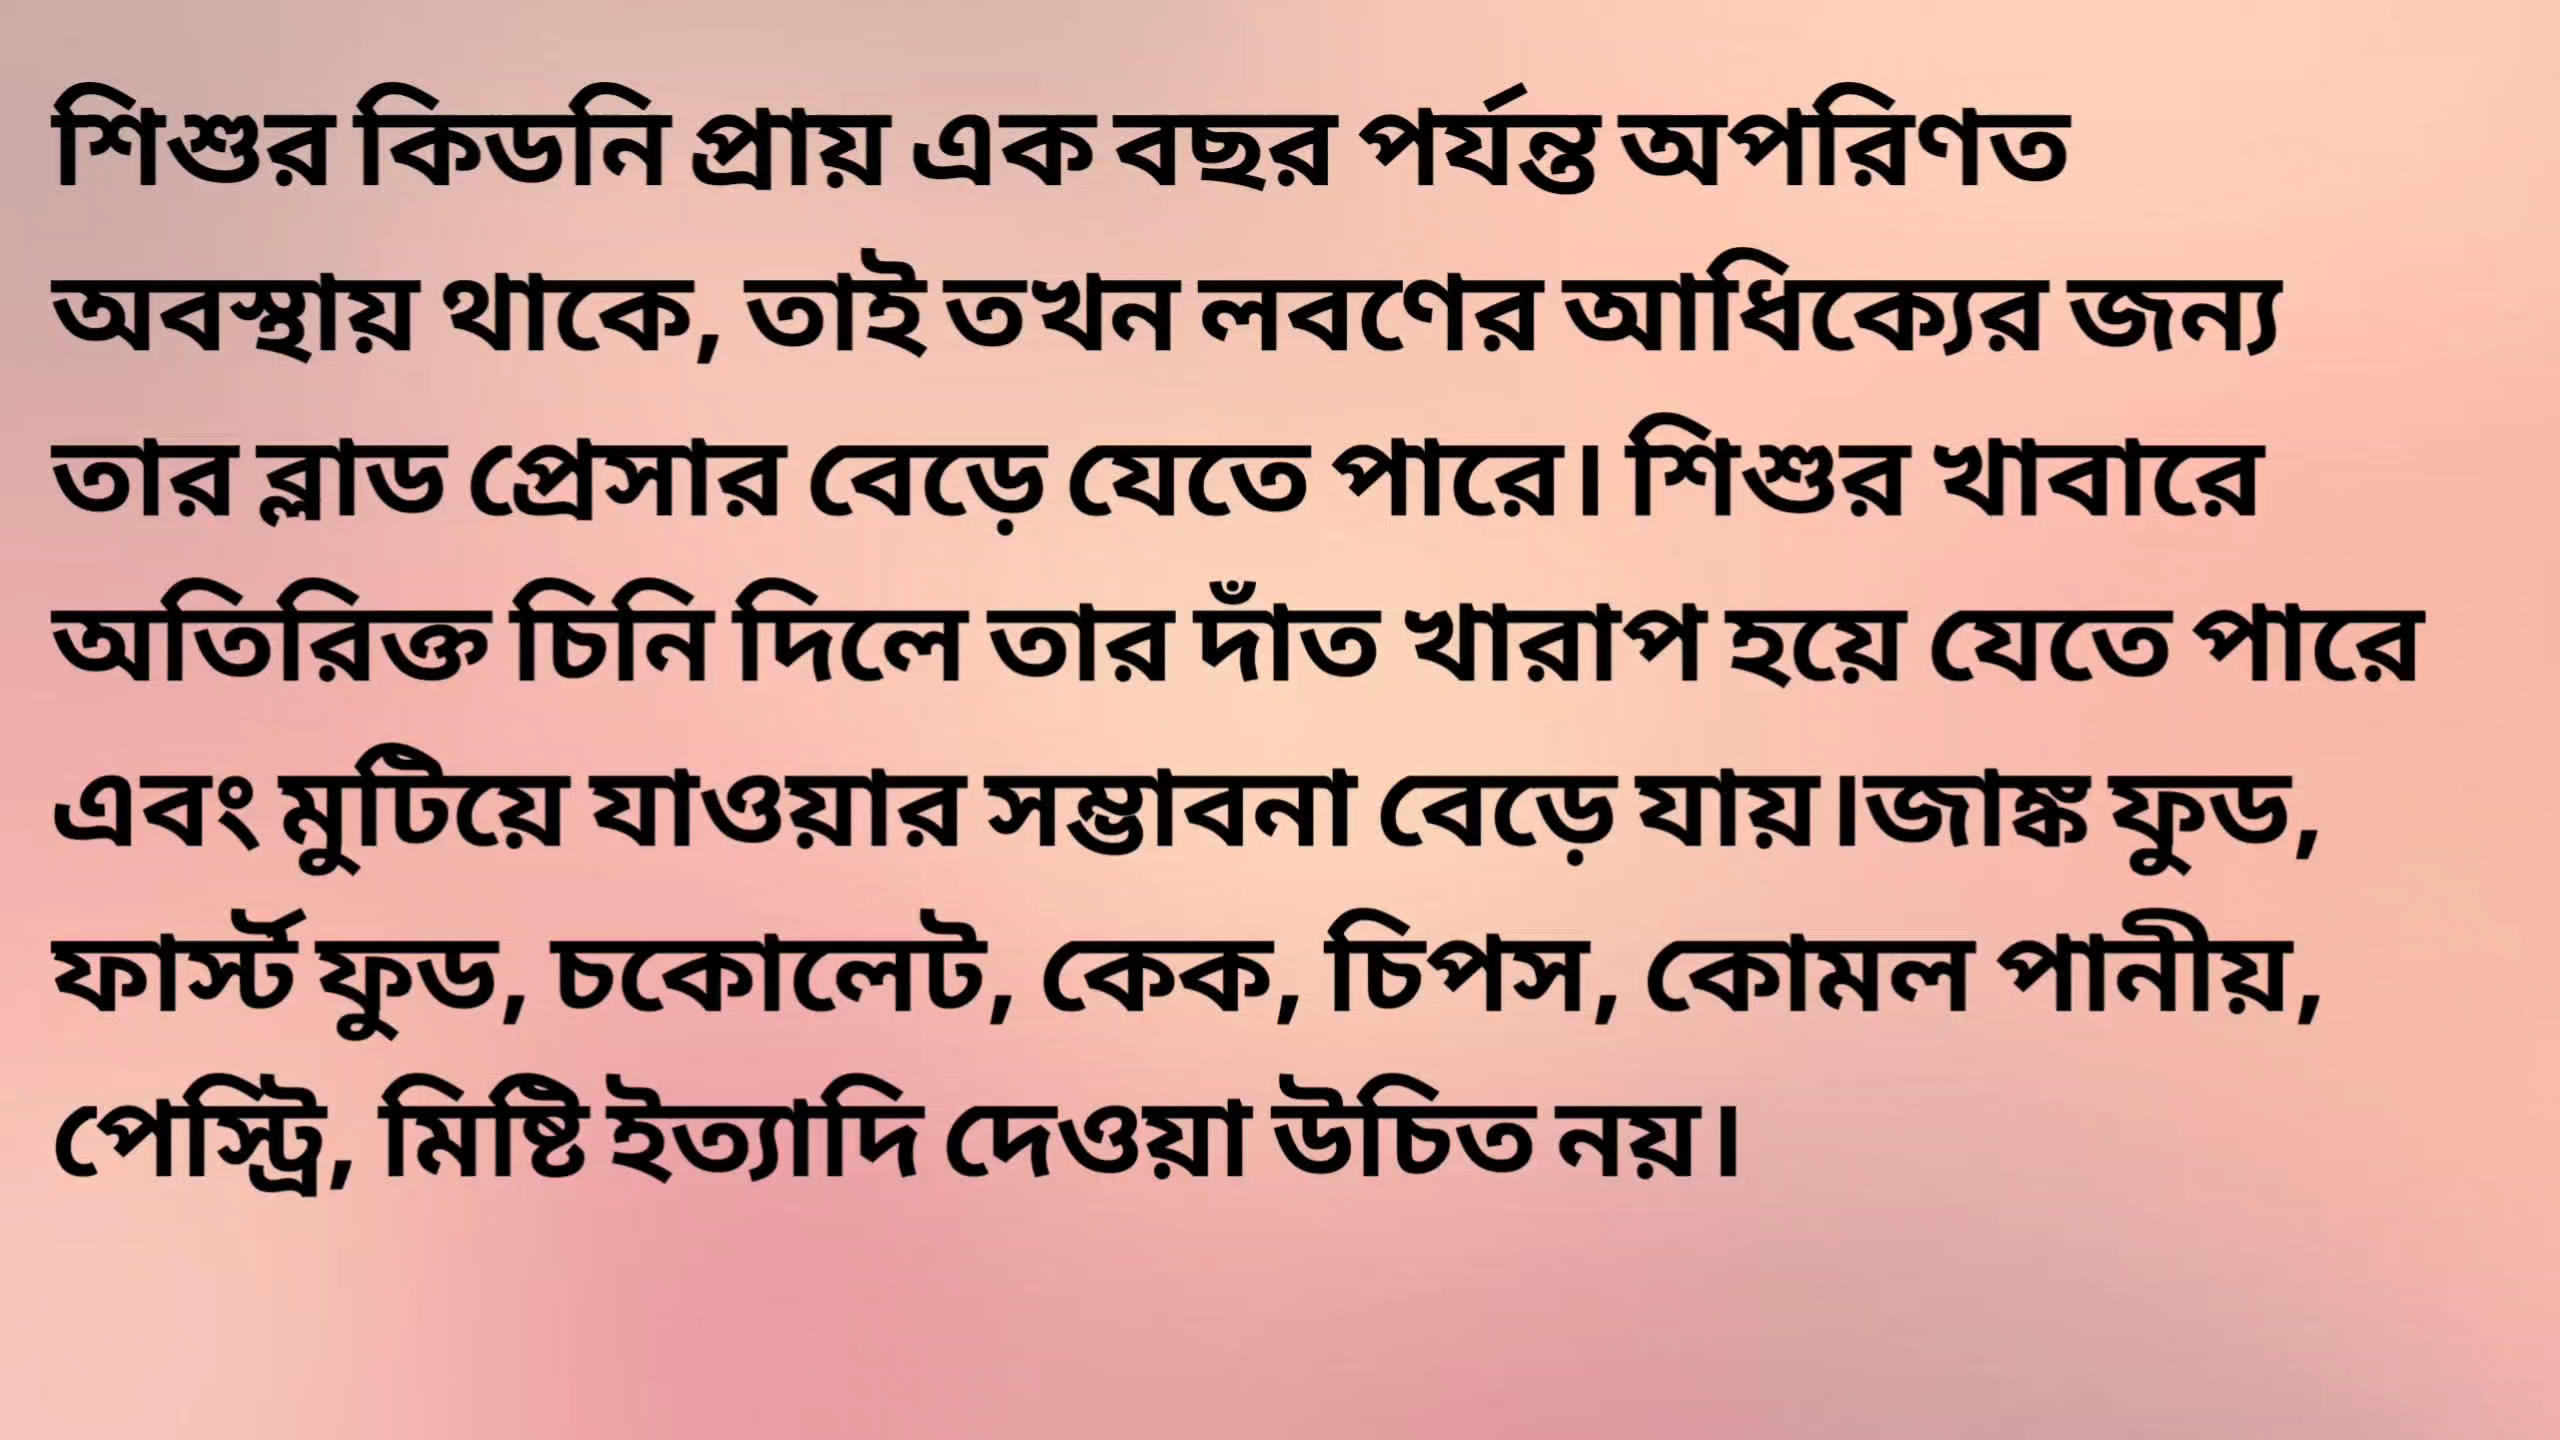 শিশুর কিডনি প্রায় এক বছর পর্যন্ত অপরিণত
অবস্থায় থাকে, তাই তখন লবণের আধিক্যের জন্য
তার ব্লাড প্রেসার বেড়ে যেতে পারে। শিশুর খাবারে
অতিরিক্ত চিনি দিলে তার দাঁত খারাপ হয়ে যেতে পারে
এবং মুটিয়ে যাওয়ার সম্ভাবনা বেড়ে যায়।জাঙ্ক ফুড,
ফার্স্ট ফুড, চকোলেট, কেক, চিপস, কোমল পানীয়,
পেস্ট্রি, মিষ্টি ইত্যাদি দেওয়া উচিত নয়।